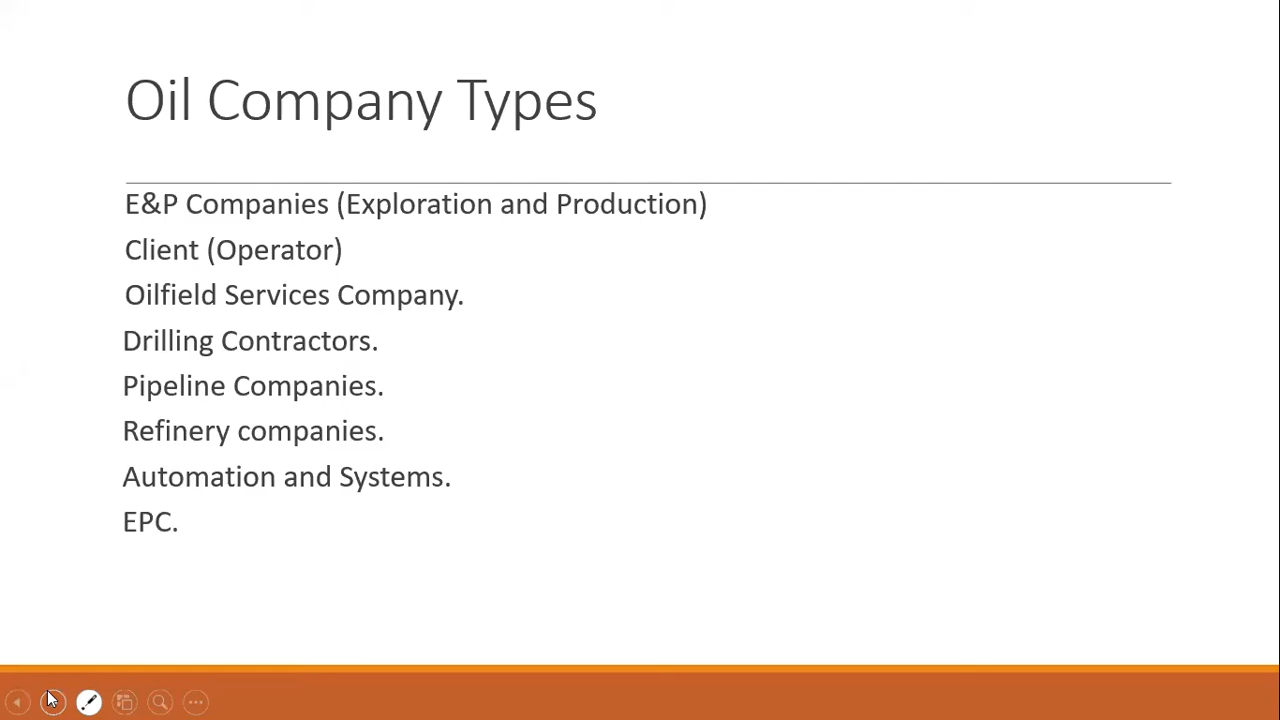 Oil Company Types
E&P Companies (Exploration and Production)
Client (Operator)
Oilfield Services Company.
Drilling Contractors.
Pipeline Companies.
Refinery companies.
Automation and Systems.
EPC.